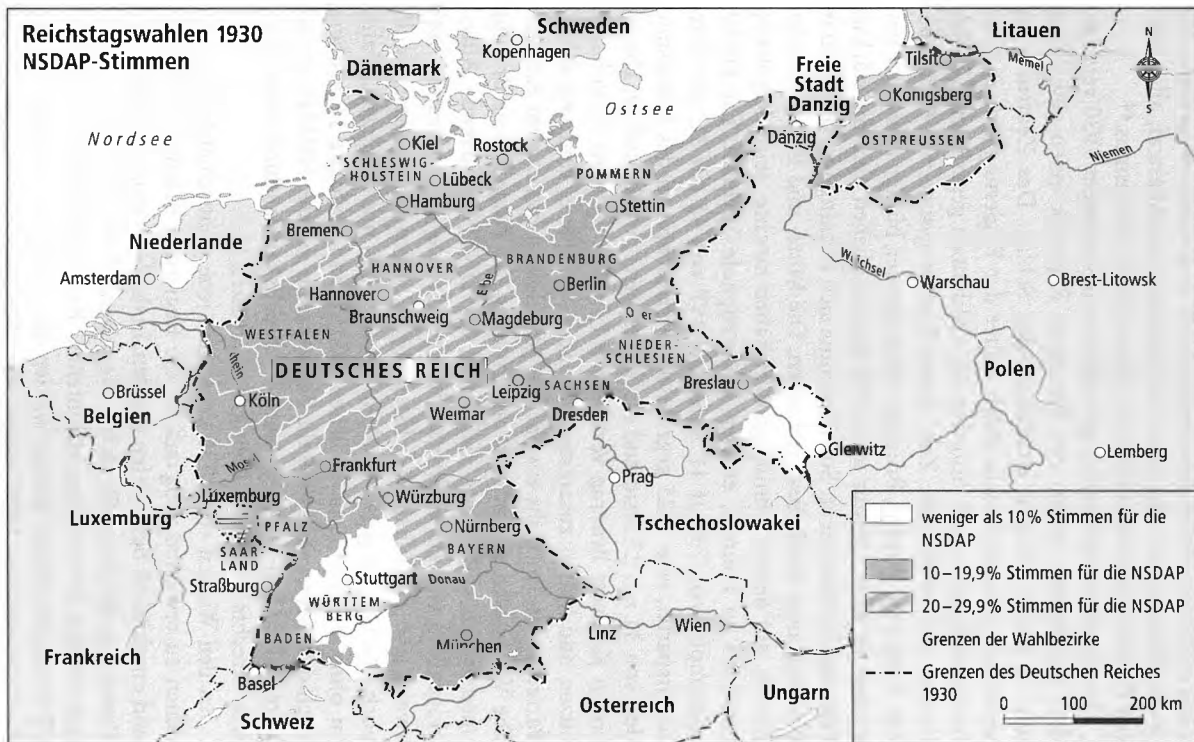 Reichstagswahlen 1930
NSDAP-Stimmen
Schweden
Kopenhagen
Dänemark
Litauen
Tilsit
Memel
N
S
Freie
Stadt
Danzig
Königsberg
Nordsee
Ostsee
Kiel
Rostock
Danzig
OSTPREUSSEN
Njemen
SCHLESWIG-
HOLSTEIN
Lübeck
POMMERN
Hamburg
Stettin
Bremen
Niederlande
HANNOVER
BRANDENBURG
Weichsel
Amsterdam
Hannover
Elbe
Berlin
Warschau
Brest-Litowsk
Braunschweig
Magdeburg
WESTFALEN
NIEDER-
SCHLESIEN
Rhein
DEUTSCHES REICH
Leipzig
SACHSEN
Breslau
Polen
Brüssel
Köln
Weimar
Dresden
Belgien
Gleiwitz
Lemberg
Frankfurt
Prag
Luxemburg
Würzburg
Luxemburg
PFALZ
Nürnberg
Tschechoslowakei
SAAR-
LAND
BAYERN
Straßburg
Stuttgart
Donau
WÜRTTEM-
BERG
BADEN
München
Linz
Wien
Frankreich
Basel
Schweiz
Österreich
Ungarn
weniger als 10% Stimmen für die
NSDAP
10–19,9% Stimmen für die NSDAP
20–29,9% Stimmen für die NSDAP
Grenzen der Wahlbezirke
Grenzen des Deutschen Reiches
1930
0 100 200 km